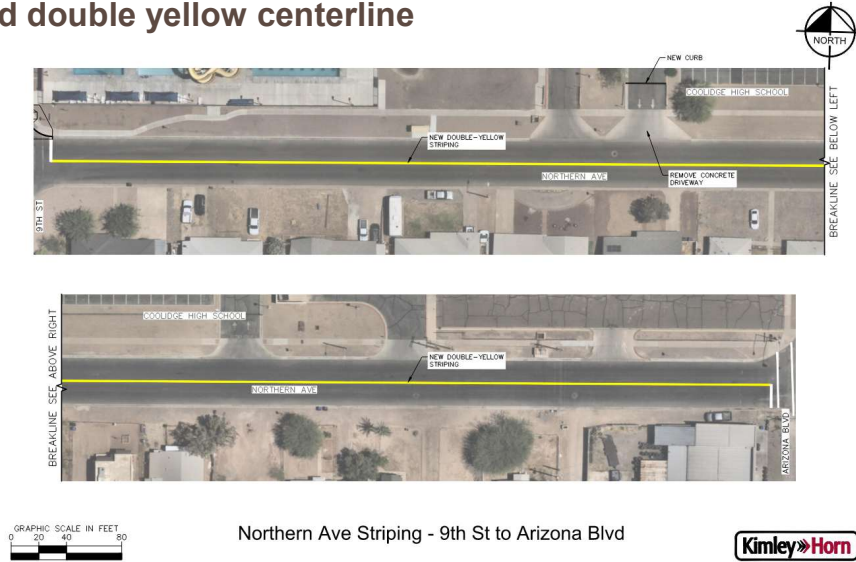 d double yellow centerline
NORTH
NEW CURB
COOLIDGE HIGH SCHOOL
NEW DOUBLE-YELLOW
STRIPING
REMOVE CONCRETE
DRIVEWAY
NORTHERN AVE
9TH ST
BREAKLINE SEE BELOW LEFT
BREAKLINE SEE ABOVE RIGHT
COOLIDGE HIGH SCHOOL
NEW DOUBLE-YELLOW
STRIPING
NORTHERN AVE
ARIZONA BLVD
GRAPHIC SCALE IN FEET
0 20 40 80
Northern Ave Striping - 9th St to Arizona Blvd
Kimley»Horn